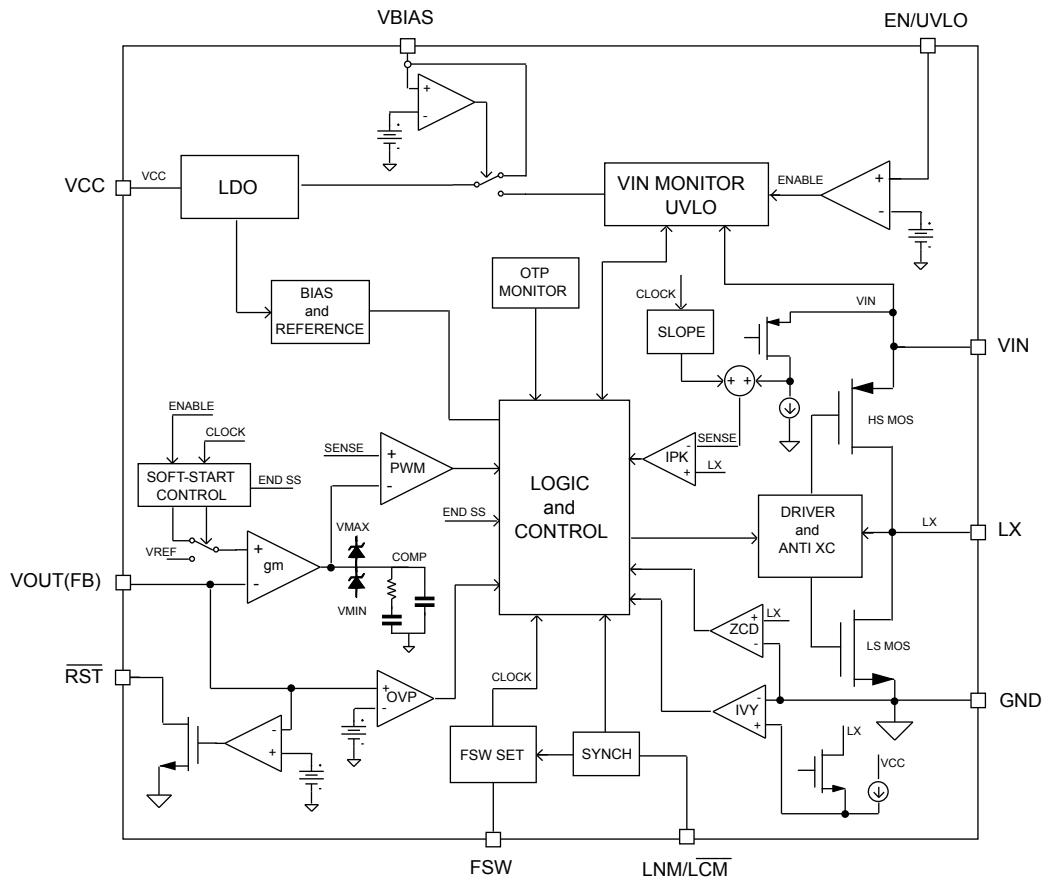 VBIAS
EN/UVLO
+
-
VCC
VCC
LDO
VIN MONITOR
UVLO
ENABLE
+
-
OTP
MONITOR
BIAS
and
REFERENCE
CLOCK
SLOPE
VIN
VIN
+ +
HS MOS
ENABLE
CLOCK
SOFT-START
CONTROL
END SS
SENSE
+
-
PWM
LOGIC
and
CONTROL
IPK
-
+
SENSE
LX
END SS
DRIVER
and
ANTI XC
LX
LX
VREF
+
-
gm
VMAX
VMIN
COMP
VOUT(FB)
ZCD
+
-
LX
LS MOS
RST
-
+
+
-
OVP
CLOCK
IVY
-
+
GND
FSW SET
SYNCH
LX
VCC
FSW
LNM/LCM